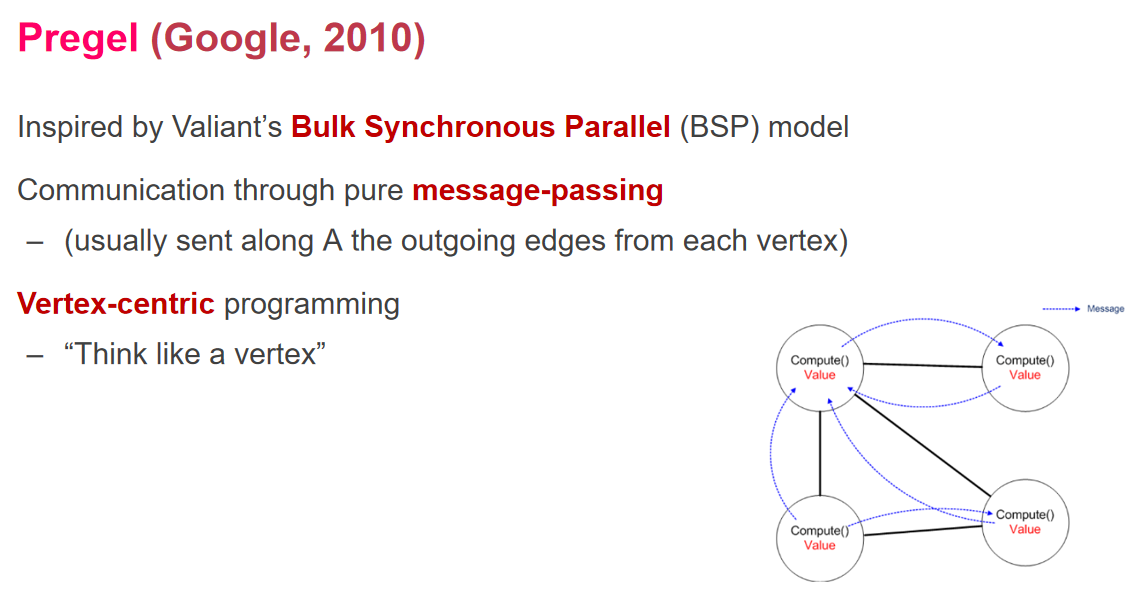 Pregel (Google, 2010)
Inspired by Valiant’s Bulk Synchronous Parallel (BSP) model
Communication through pure message-passing
– (usually sent along A the outgoing edges from each vertex)
Vertex-centric programming
– “Think like a vertex”
Message
Compute()
Value
Compute()
Value
Compute()
Value
Compute()
Value